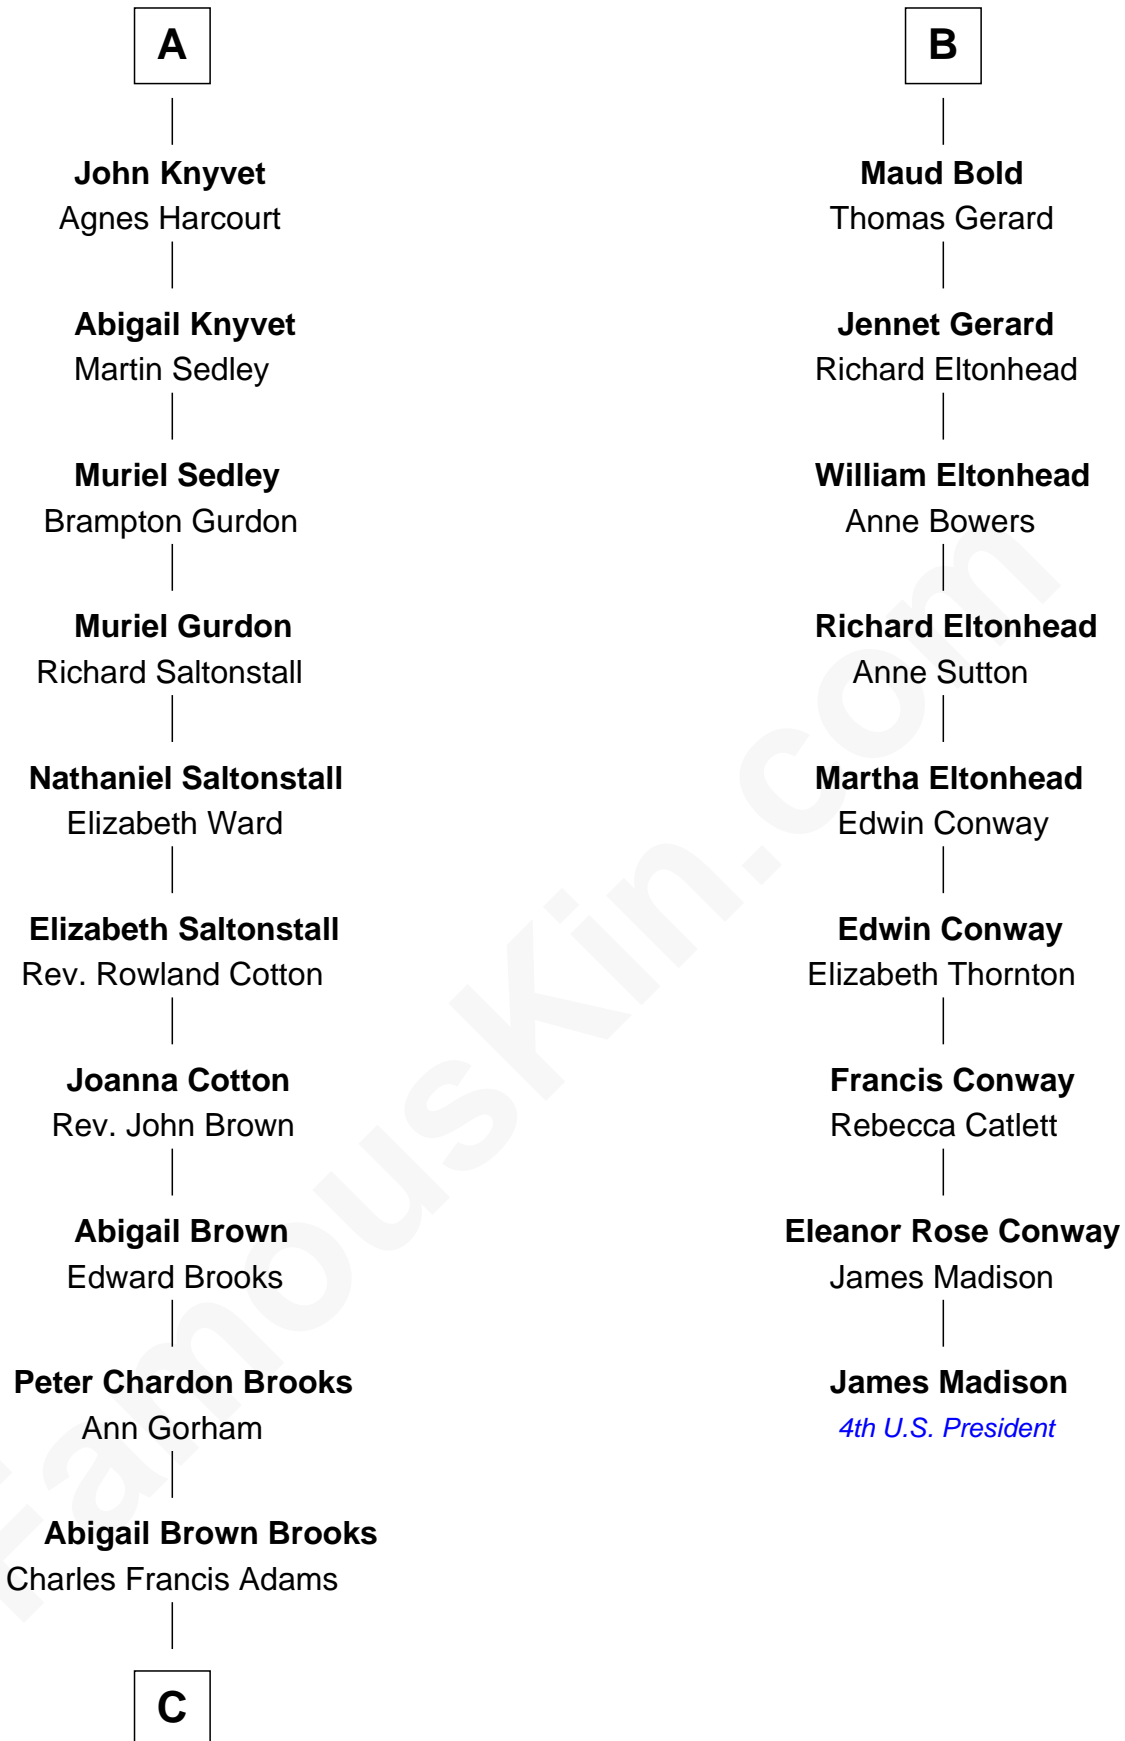 A
John Knyvet
Agnes Harcourt
Abigail Knyvet
Martin Sedley
Muriel Sedley
Brampton Gurdon
Muriel Gurdon
Richard Saltonstall
Nathaniel Saltonstall
Elizabeth Ward
Elizabeth Saltonstall
Rev. Rowland Cotton
Joanna Cotton
Rev. John Brown
Abigail Brown
Edward Brooks
Peter Chardon Brooks
Ann Gorham
Abigail Brown Brooks
Charles Francis Adams
C
B
Maud Bold
Thomas Gerard
Jennet Gerard
Richard Eltonhead
William Eltonhead
Anne Bowers
Richard Eltonhead
Anne Sutton
Martha Eltonhead
Edwin Conway
Edwin Conway
Elizabeth Thornton
Francis Conway
Rebecca Catlett
Eleanor Rose Conway
James Madison
James Madison
4th U.S. President
FamousKin.com